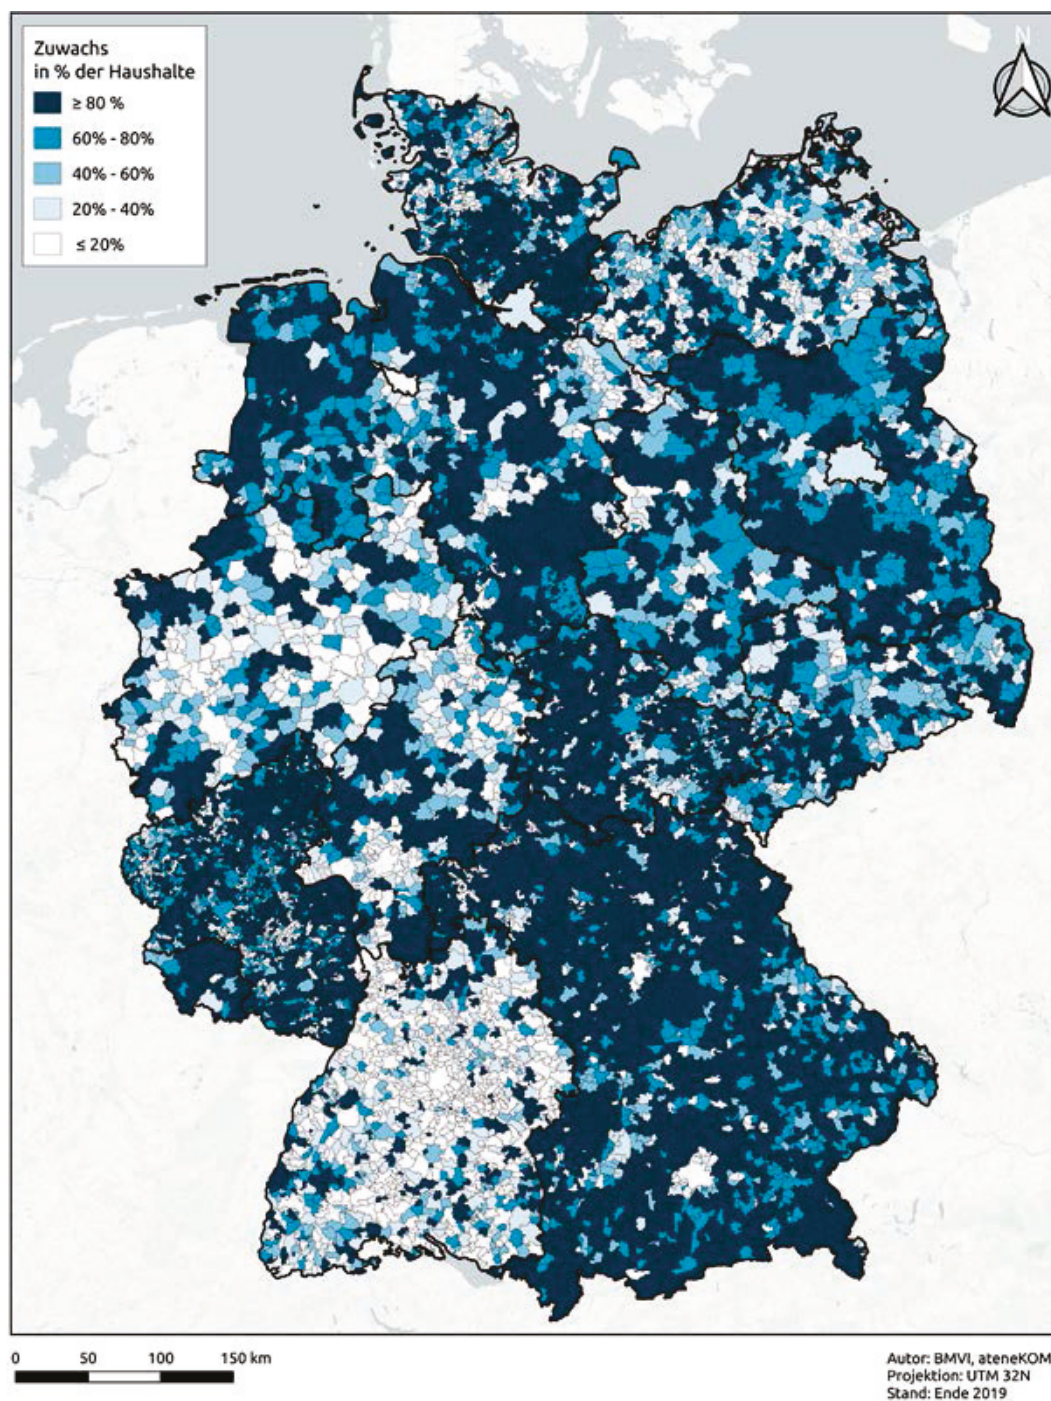 Zuwachs
in % der Haushalte
≥ 80 %
60% - 80%
40% - 60%
20% - 40%
≤ 20%
N
0 50 100 150 km
Autor: BMVI, ateneKOM
Projektion: UTM 32N
Stand: Ende 2019